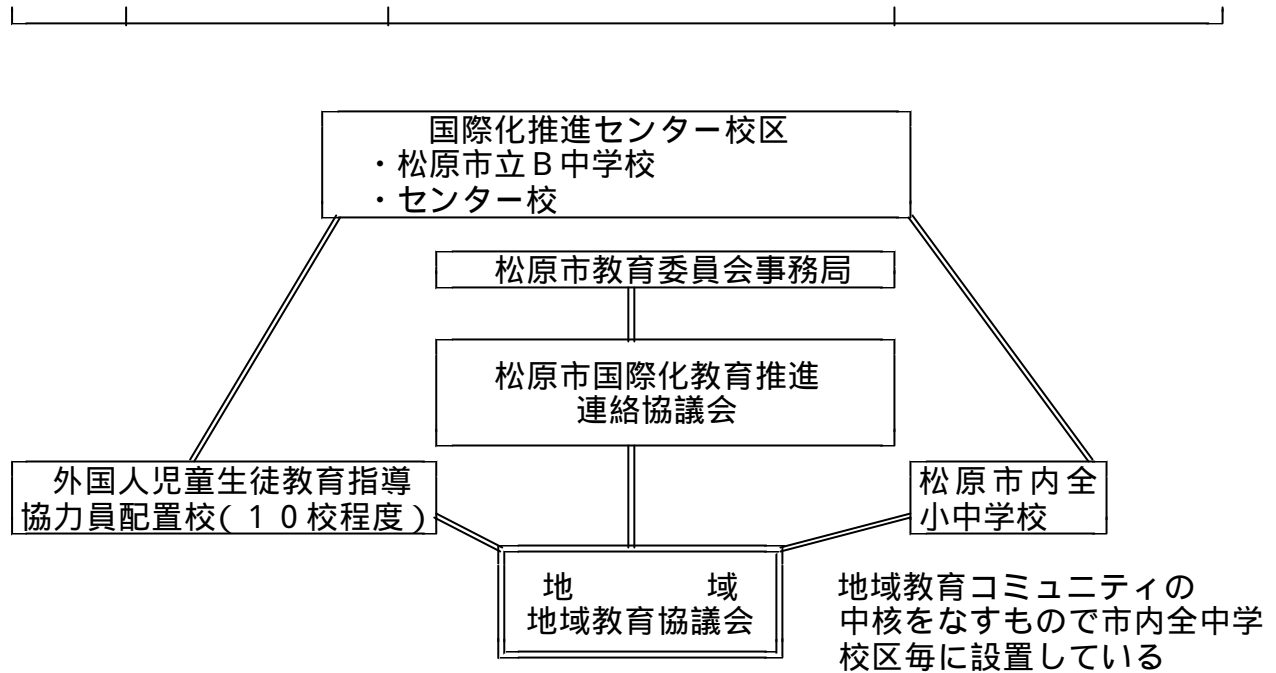 国際化推進センター校区
・松原市立Ｂ中学校
・センター校
松原市教育委員会事務局
松原市国際化教育推進
連絡協議会
外国人児童生徒教育指導
協力員配置校(１０校程度)
松原市内全
小中学校
地　　　　域
地域教育協議会
地域教育コミュニティの
中核をなすもので市内全中学
校区毎に設置している